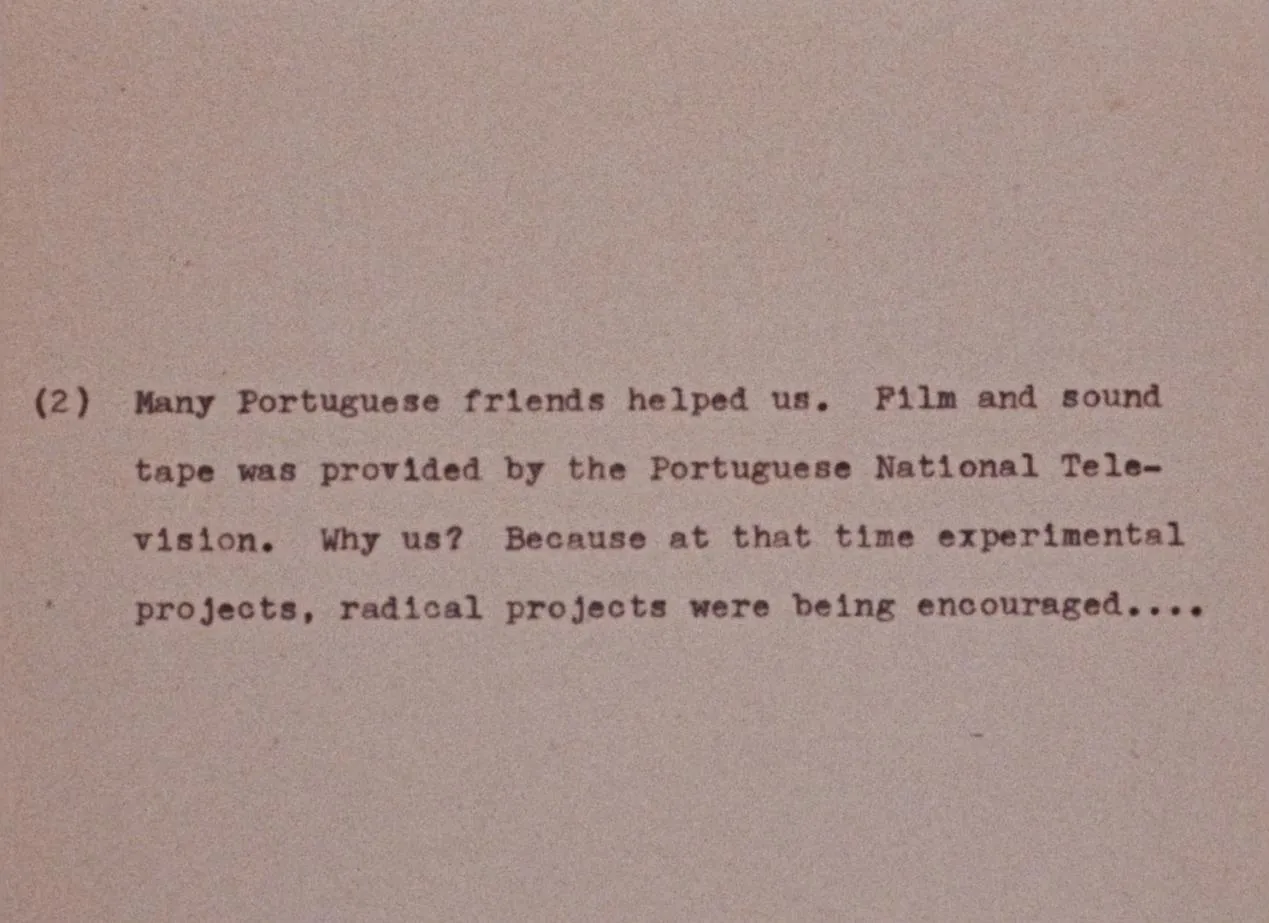 (2) Many Portuguese friends helped us. Film and sound
tape was provided by the Portuguese National Tele-
vision. Why us? Because at that time experimental
projects, radical projects were being encouraged....